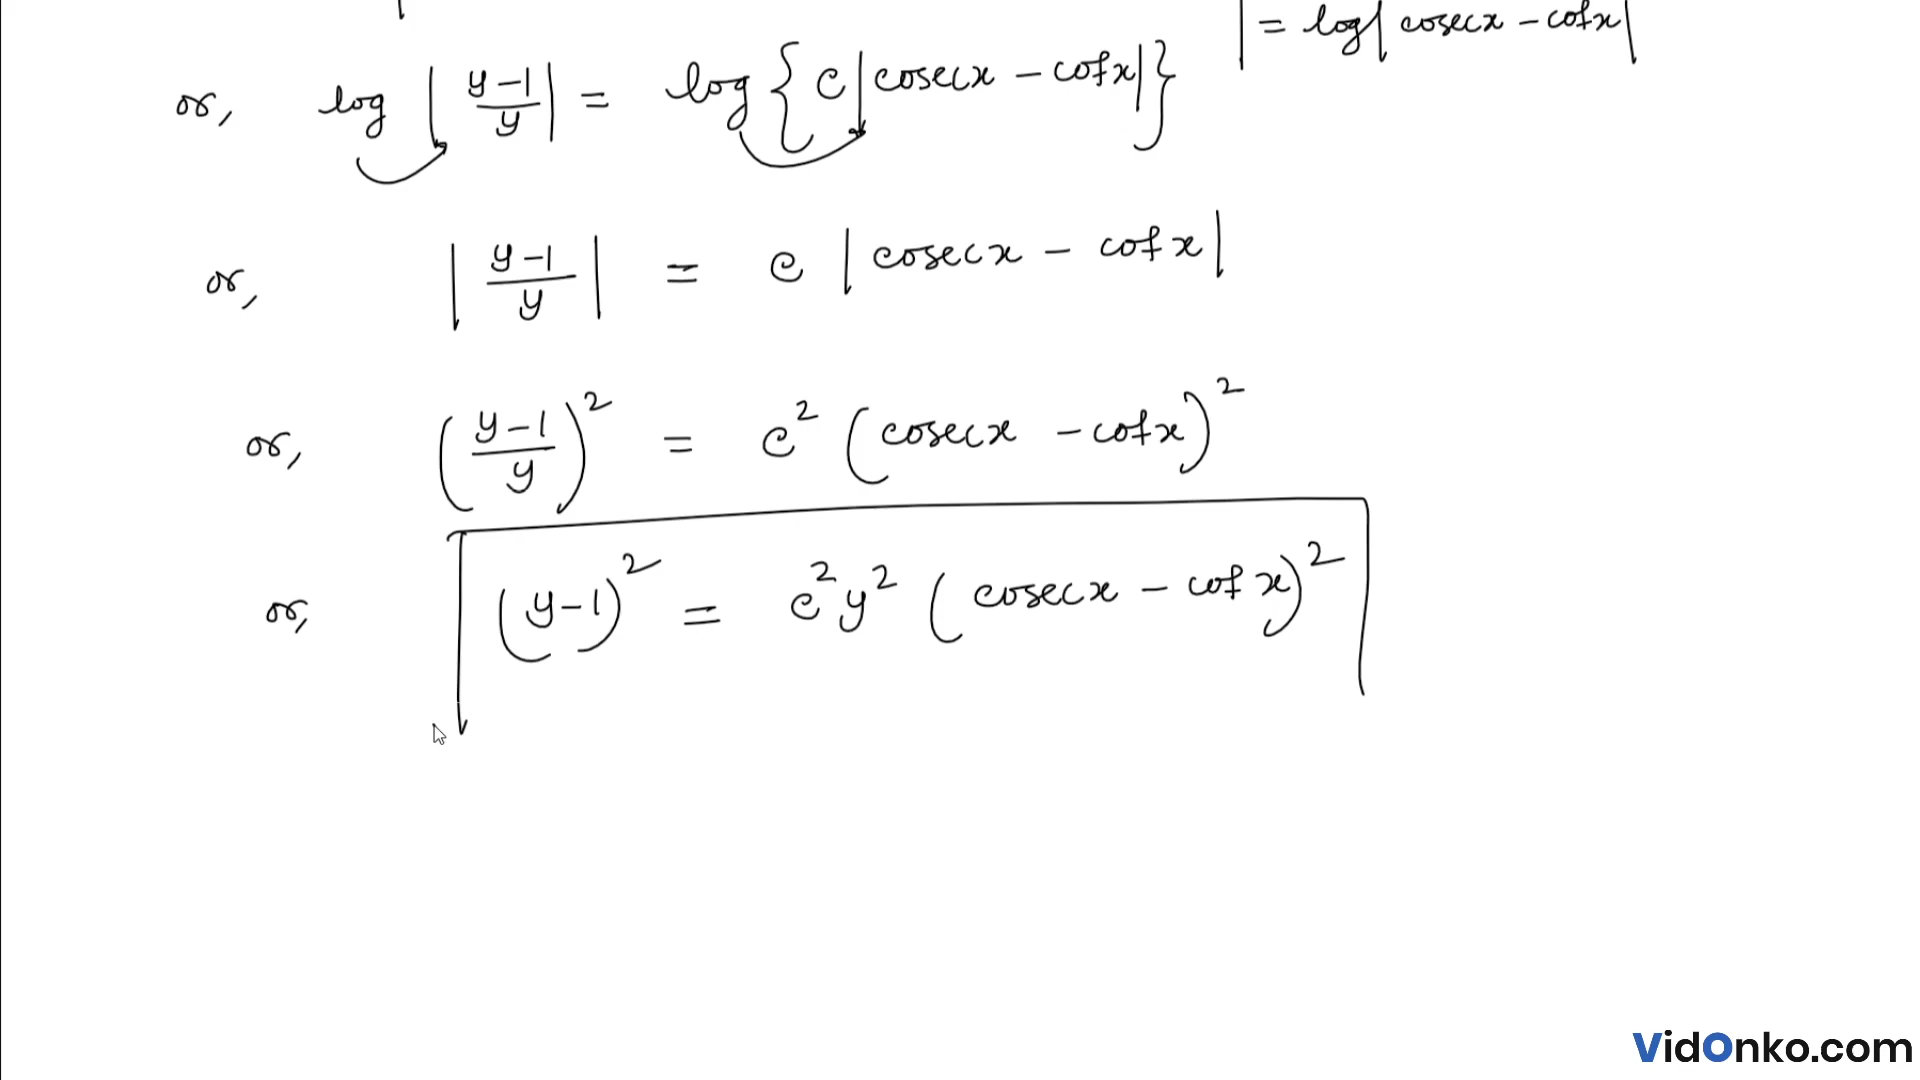 = log|cosecx - cotx|
or, log |y-1/y| = log{c|cosecx - cotx|}
or, |y-1/y| = c |cosecx - cotx|
or, (y-1/y)² = c² (cosecx - cotx)²
or, (y-1)² = c²y² (cosecx - cotx)²
VidOnko.com